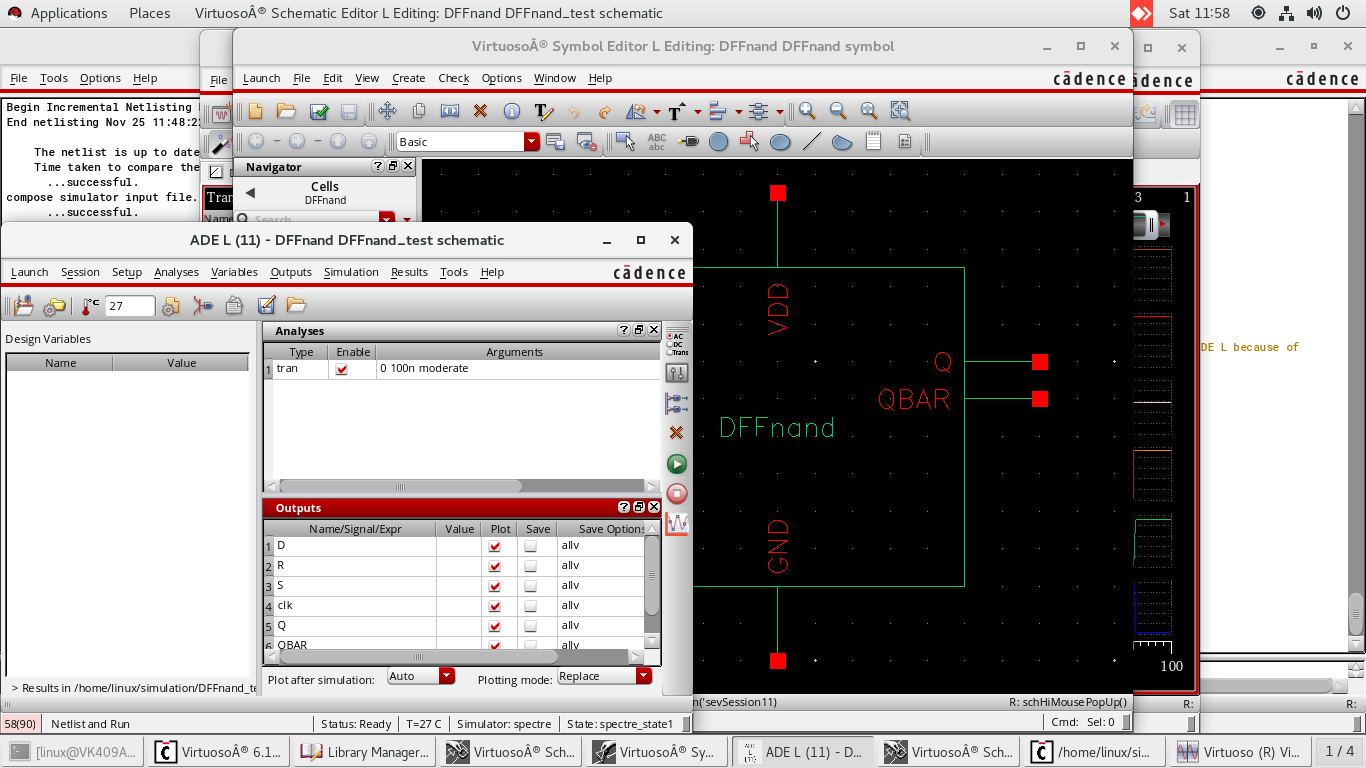 Applications Places VirtuosoÂ® Schematic Editor L Editing: DFFnand DFFnand_test schematic Sat 11:58
VirtuosoÂ® Symbol Editor L Editing: DFFnand DFFnand symbol
File Tools Options Help
File
Launch File Edit View Create Check Options Window Help cādence
cādence
cādence
Begin Incremental Netlisting
End netlisting Nov 25 11:48:2
The netlist is up to date
Time taken to compare the
...successful.
compose simulator input file.
...successful.
Basic
ABC
abc
Navigator
Cells
DFFnand
Search
Tran
Name
3 1
VDD
Q
QBAR
DFFnand
GND
DE L because of
100
ADE L (11) - DFFnand DFFnand_test schematic
Launch Session Setup Analyses Variables Outputs Simulation Results Tools Help cādence
°C 27
Design Variables
Name Value
Analyses
Type Enable Arguments
1 tran 0 100n moderate
AC
DC
Trans
Outputs
Name/Signal/Expr Value Plot Save Save Options
1 D allv
2 R allv
3 S allv
4 clk allv
5 Q allv
6 QBAR allv
Plot after simulation: Auto Plotting mode: Replace
> Results in /home/linux/simulation/DFFnand_te
n('sevSession11) R: schHiMousePopUp() R: R:
58(90) Netlist and Run Status: Ready T=27 C Simulator: spectre State: spectre_state1
Cmd: Sel: 0
[linux@VK409A... VirtuosoÂ® 6.1... Library Manager... VirtuosoÂ® Sch... VirtuosoÂ® Sy... ADE L (11) - D... VirtuosoÂ® Sch... /home/linux/si... Virtuoso (R) Vi... 1 / 4